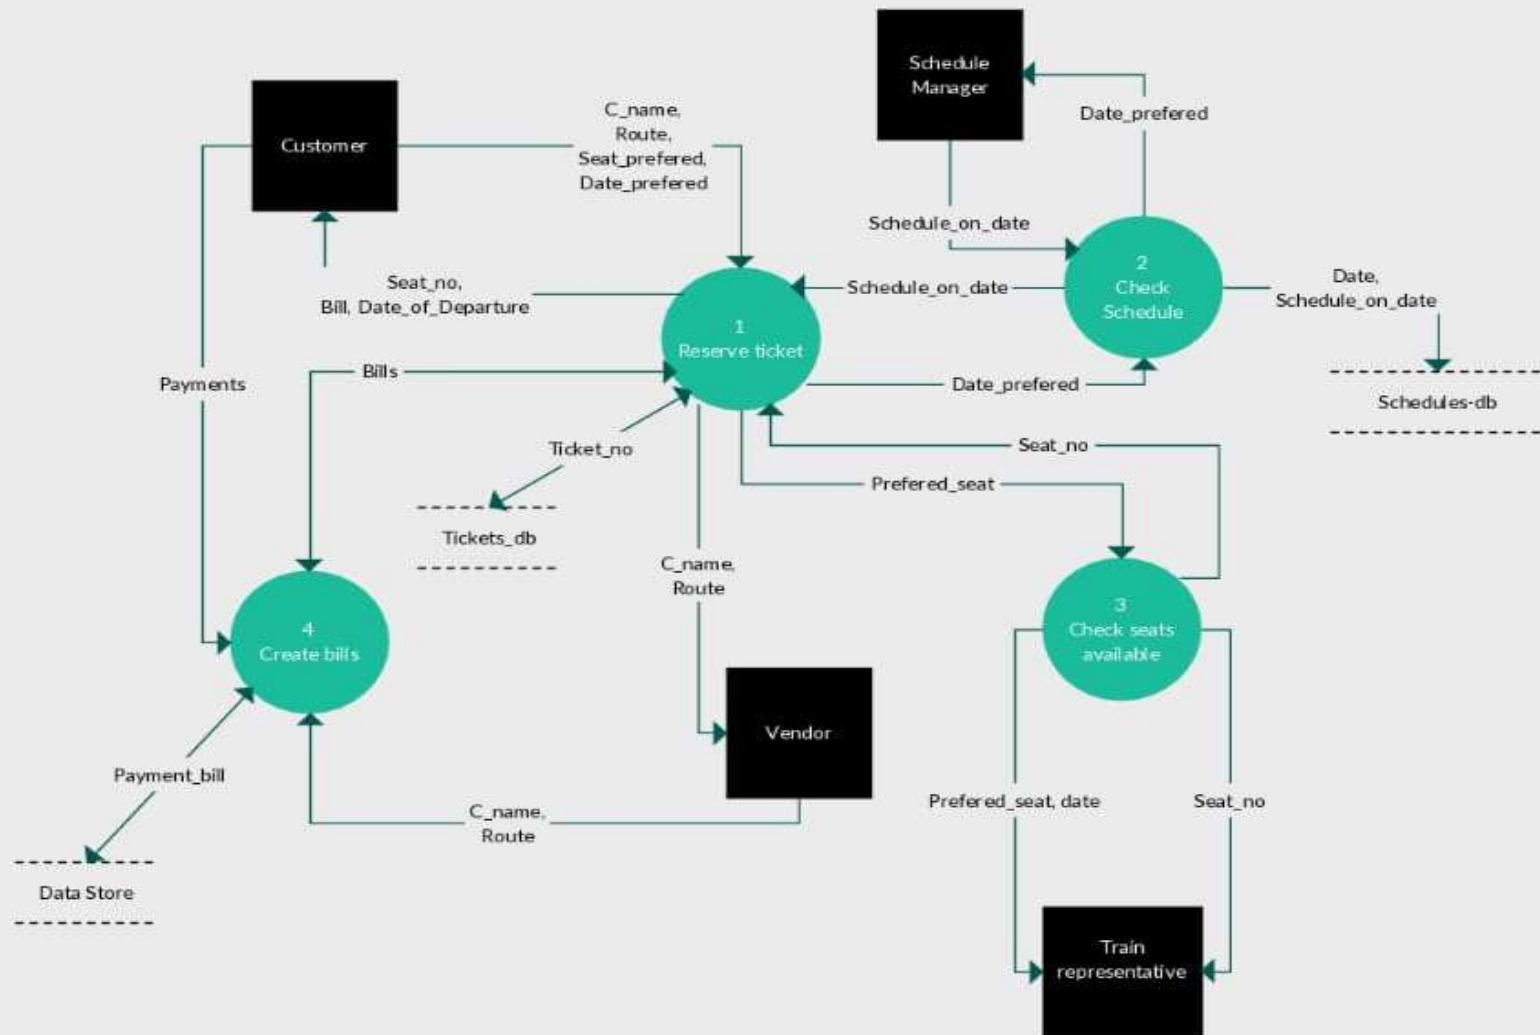 Schedule
Manager
Customer
C_name,
Route,
Seat_prefered,
Date_prefered
Date_prefered
Schedule_on_date
Seat_no,
Bill, Date_of_Departure
Schedule_on_date
2
Check
Schedule
Date,
Schedule_on_date
1
Reserve ticket
Payments
Bills
Date_prefered
Schedules-db
Ticket_no
Seat_no
Prefered_seat
Tickets_db
C_name,
Route
3
Check seats
available
4
Create bills
Vendor
Payment_bill
C_name,
Route
Prefered_seat, date
Seat_no
Data Store
Train
representative